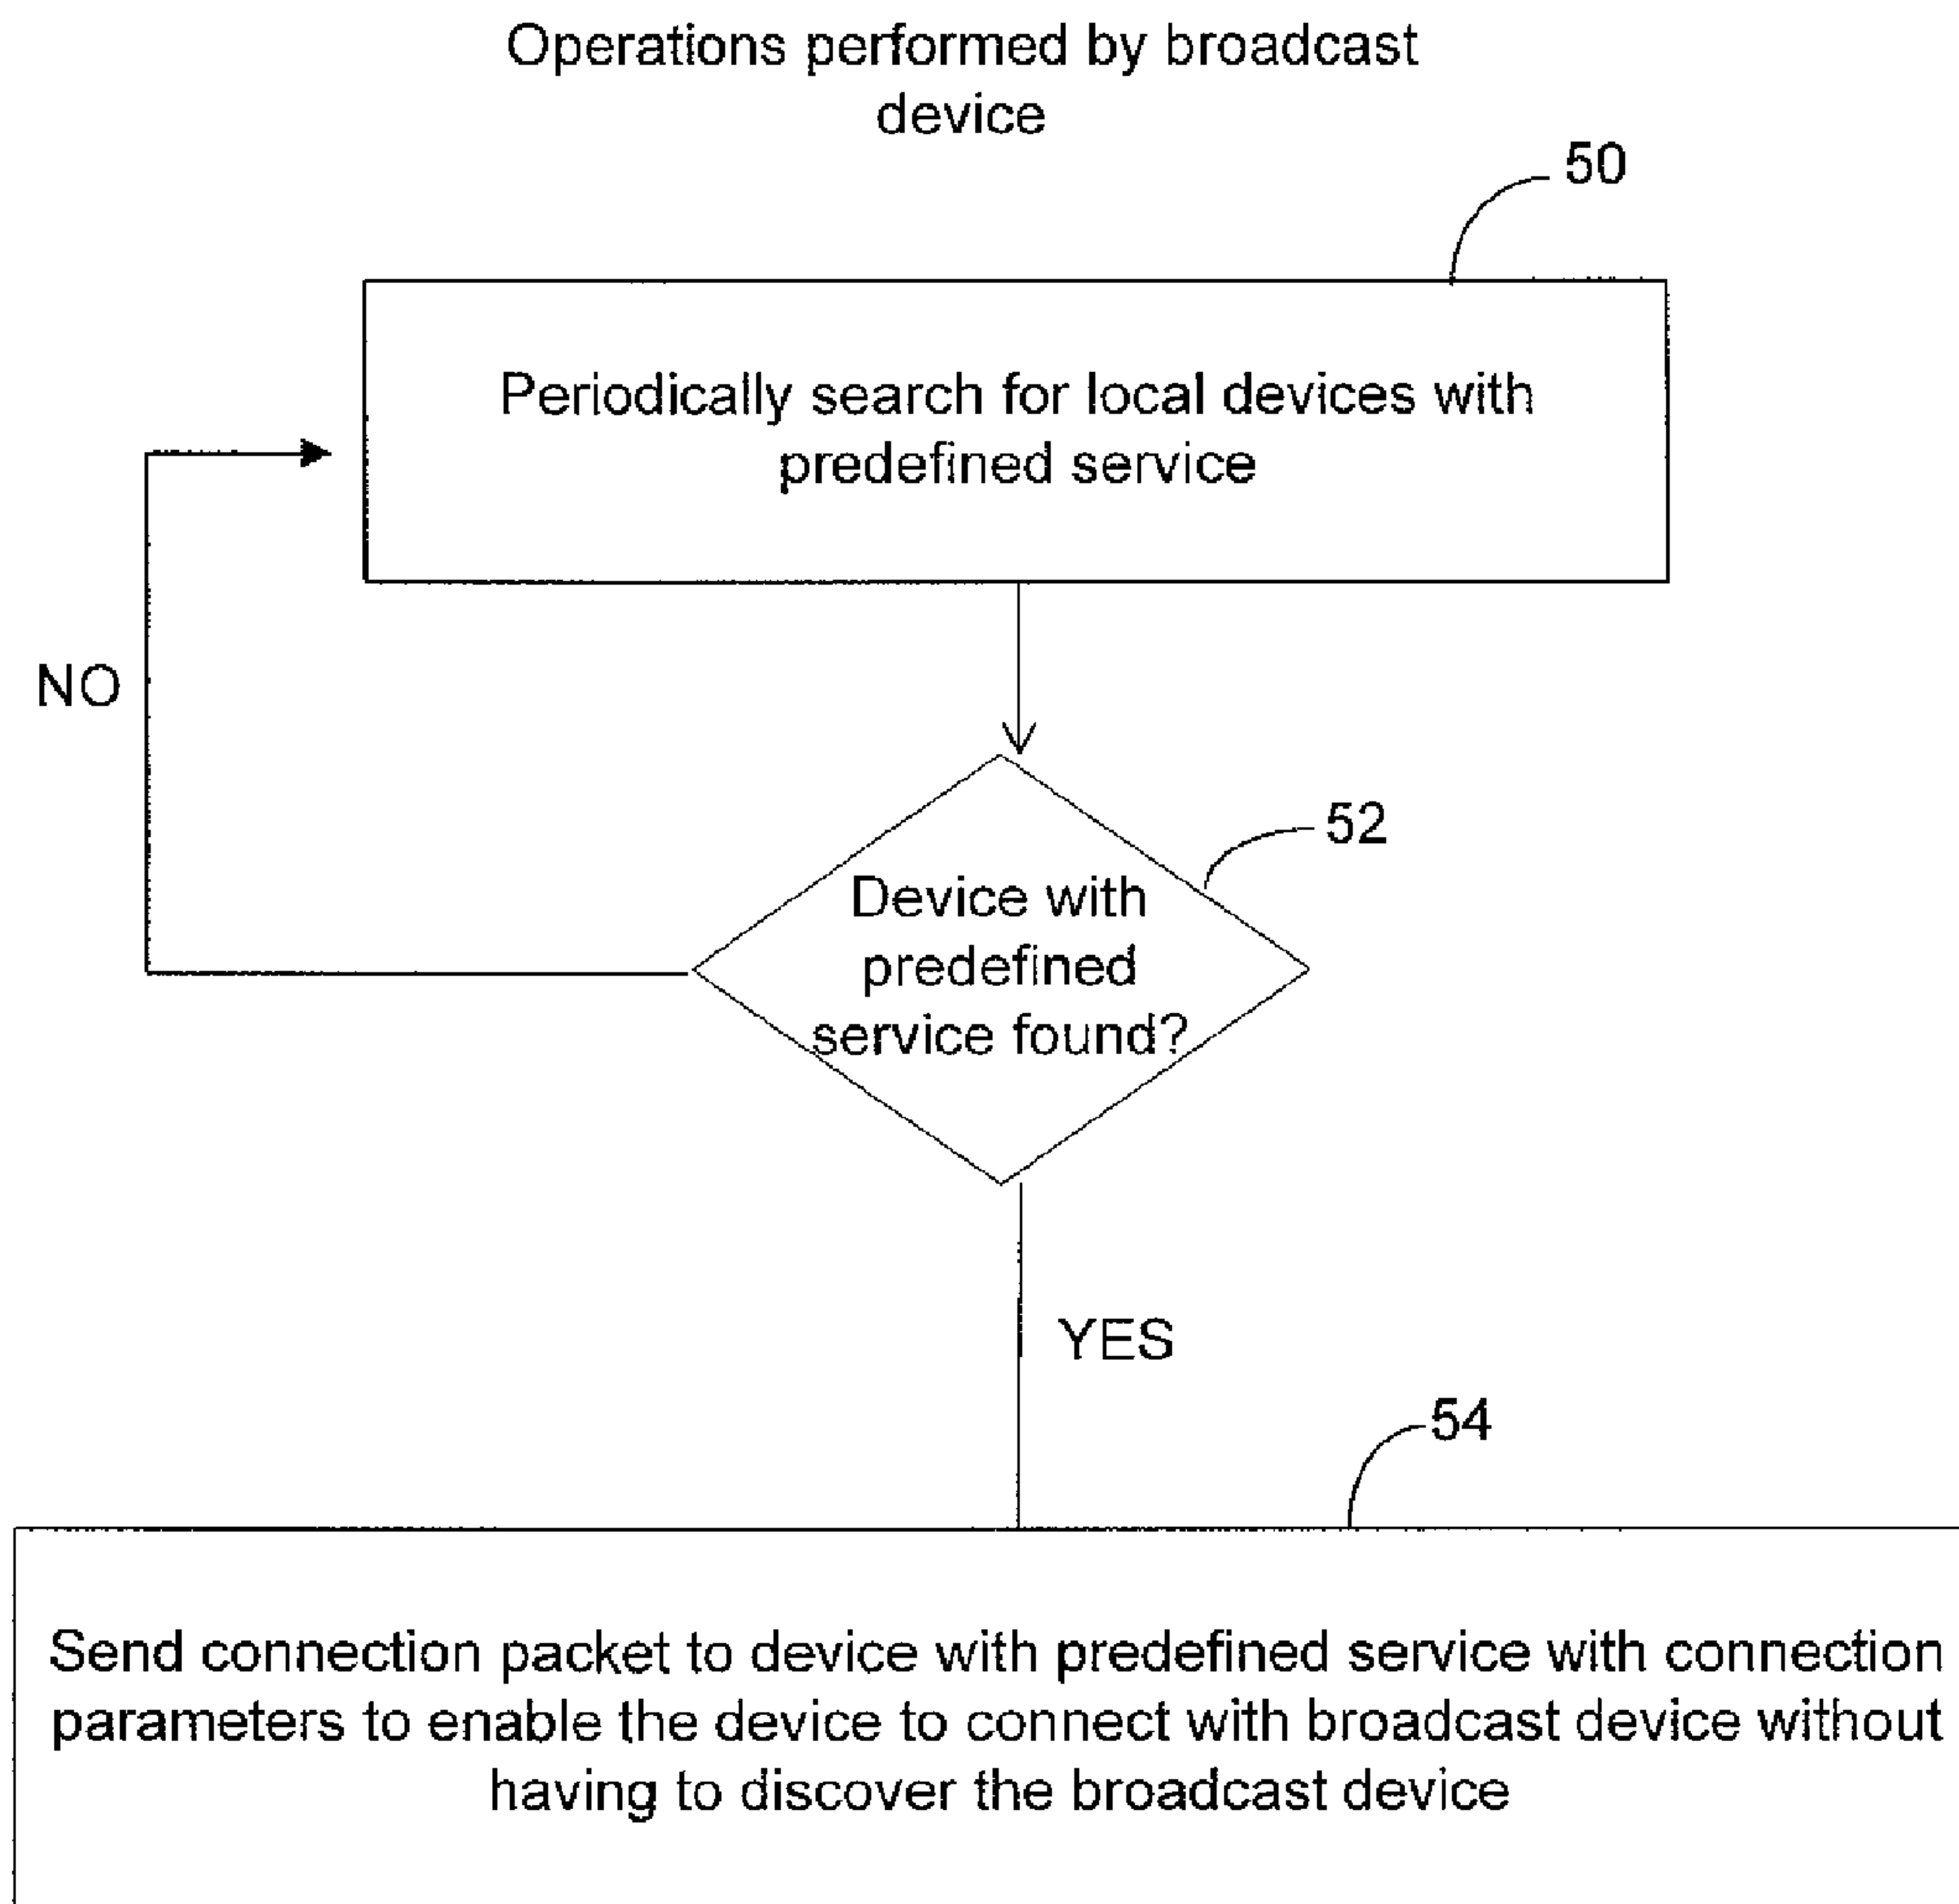 Operations performed by broadcast
device
50
Periodically search for local devices with
predefined service
NO
52
Device with
predefined
service found?
YES
54
Send connection packet to device with predefined service with connection
parameters to enable the device to connect with broadcast device without
having to discover the broadcast device